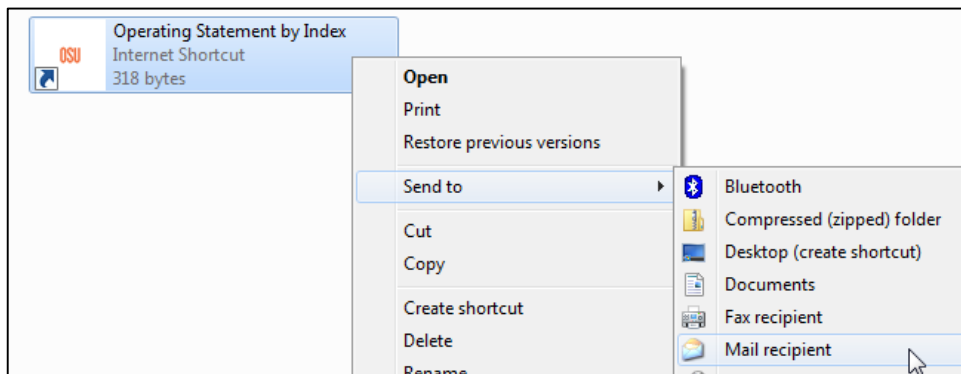 Operating Statement by Index
OSU
Internet Shortcut
318 bytes
Open
Print
Restore previous versions
Send to
Cut
Copy
Create shortcut
Delete
Rename
Bluetooth
Compressed (zipped) folder
Desktop (create shortcut)
Documents
Fax recipient
Mail recipient